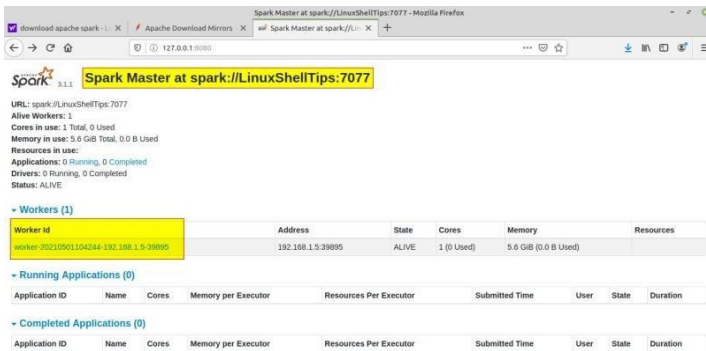 Spark Master at spark://LinuxShellTips:7077 - Mozilla Firefox
download apache spark - Li
Apache Download Mirrors
Spark Master at spark://Lin
127.0.0.1:8080
APACHE Spark 3.1.1 Spark Master at spark://LinuxShellTips:7077
URL: spark://LinuxShellTips:7077
Alive Workers: 1
Cores in use: 1 Total, 0 Used
Memory in use: 5.6 GiB Total, 0.0 B Used
Resources in use:
Applications: 0 Running, 0 Completed
Drivers: 0 Running, 0 Completed
Status: ALIVE
Workers (1)
Worker Id Address State Cores Memory Resources
worker-20210501104244-192.168.1.5-39895 192.168.1.5:39895 ALIVE 1 (0 Used) 5.6 GiB (0.0 B Used)
Running Applications (0)
Application ID Name Cores Memory per Executor Resources Per Executor Submitted Time User State Duration
Completed Applications (0)
Application ID Name Cores Memory per Executor Resources Per Executor Submitted Time User State Duration